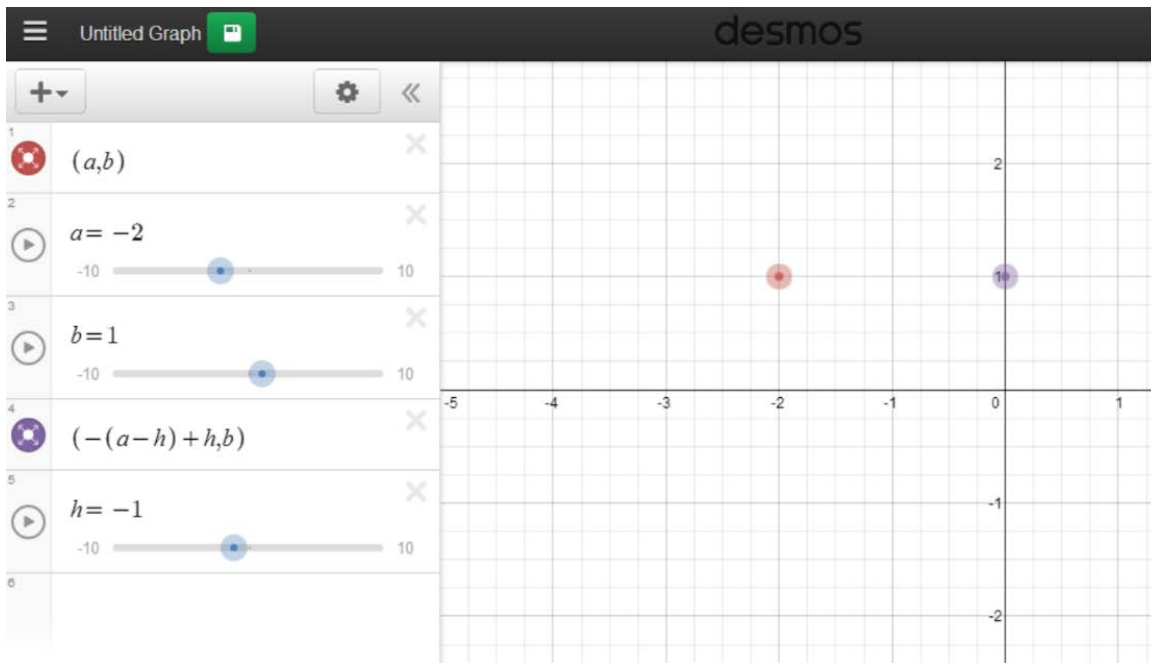 Untitled Graph
desmos
1
(a,b)
2
a= −2
-10 10
3
b=1
-10 10
4
(−(a−h)+h,b)
5
h= −1
-10 10
6
2
1
-5 -4 -3 -2 -1 0 1
-1
-2